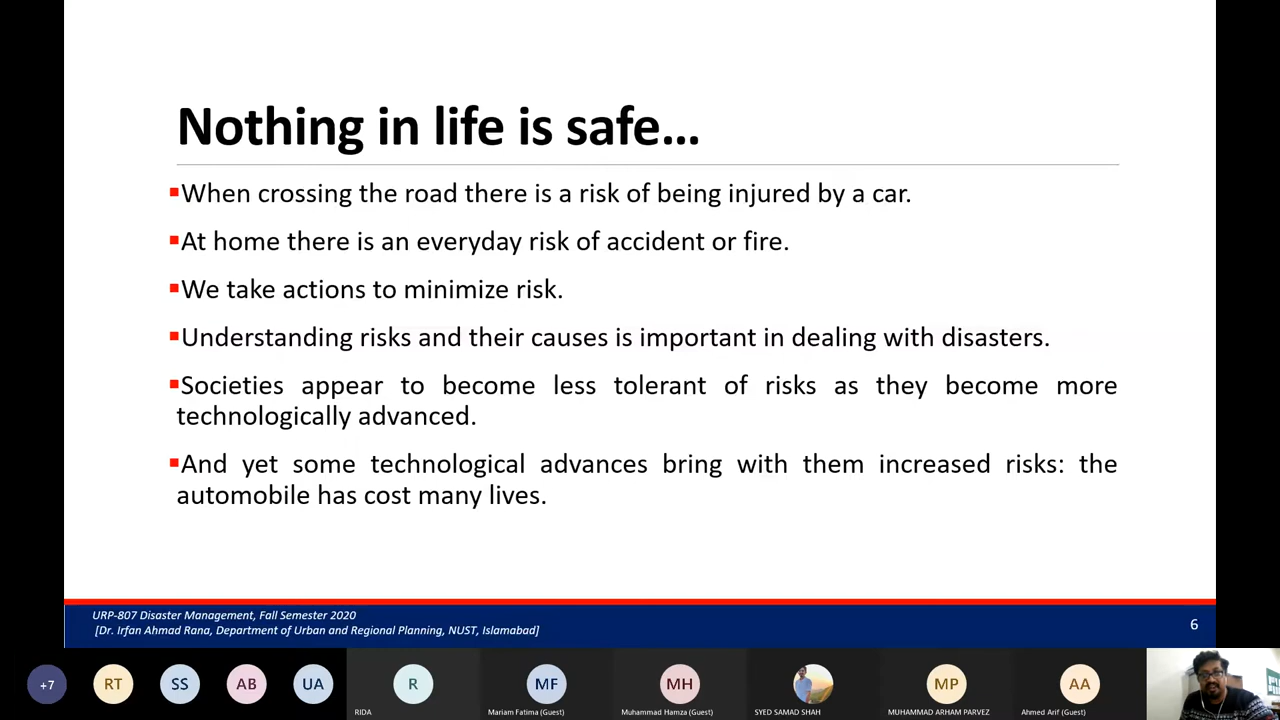 Nothing in life is safe...
▪When crossing the road there is a risk of being injured by a car.
▪At home there is an everyday risk of accident or fire.
▪We take actions to minimize risk.
▪Understanding risks and their causes is important in dealing with disasters.
▪Societies appear to become less tolerant of risks as they become more
technologically advanced.
▪And yet some technological advances bring with them increased risks: the
automobile has cost many lives.
URP-807 Disaster Management, Fall Semester 2020
[Dr. Irfan Ahmad Rana, Department of Urban and Regional Planning, NUST, Islamabad]
6
+7
RT
SS
AB
UA
R
MF
MH
MP
AA
RIDA
Mariam Fatima (Guest)
Muhammad Hamza (Guest)
SYED SAMAD SHAH
MUHAMMAD ARHAM PARVEZ
Ahmed Arif (Guest)